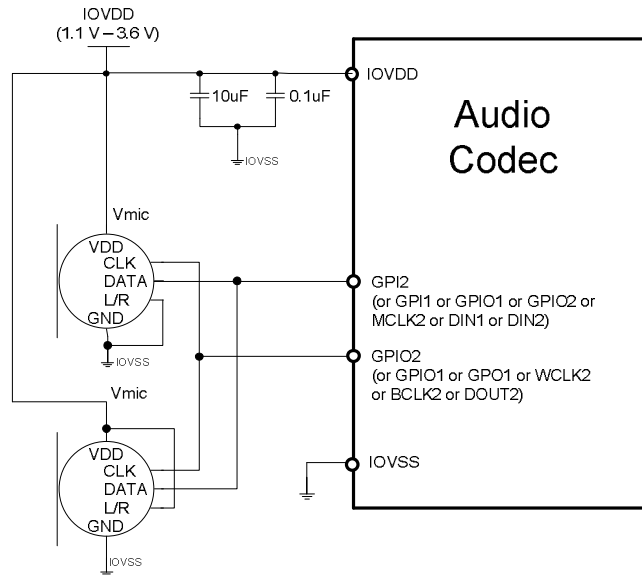 IOVDD
(1.1 V – 3.6 V)
10uF
0.1uF
IOVSS
IOVDD
Audio
Codec
Vmic
VDD
CLK
DATA
L/R
GND
IOVSS
GPI2
(or GPI1 or GPIO1 or GPIO2 or
MCLK2 or DIN1 or DIN2)
GPIO2
(or GPIO1 or GPO1 or WCLK2
or BCLK2 or DOUT2)
Vmic
VDD
CLK
DATA
L/R
GND
IOVSS
IOVSS